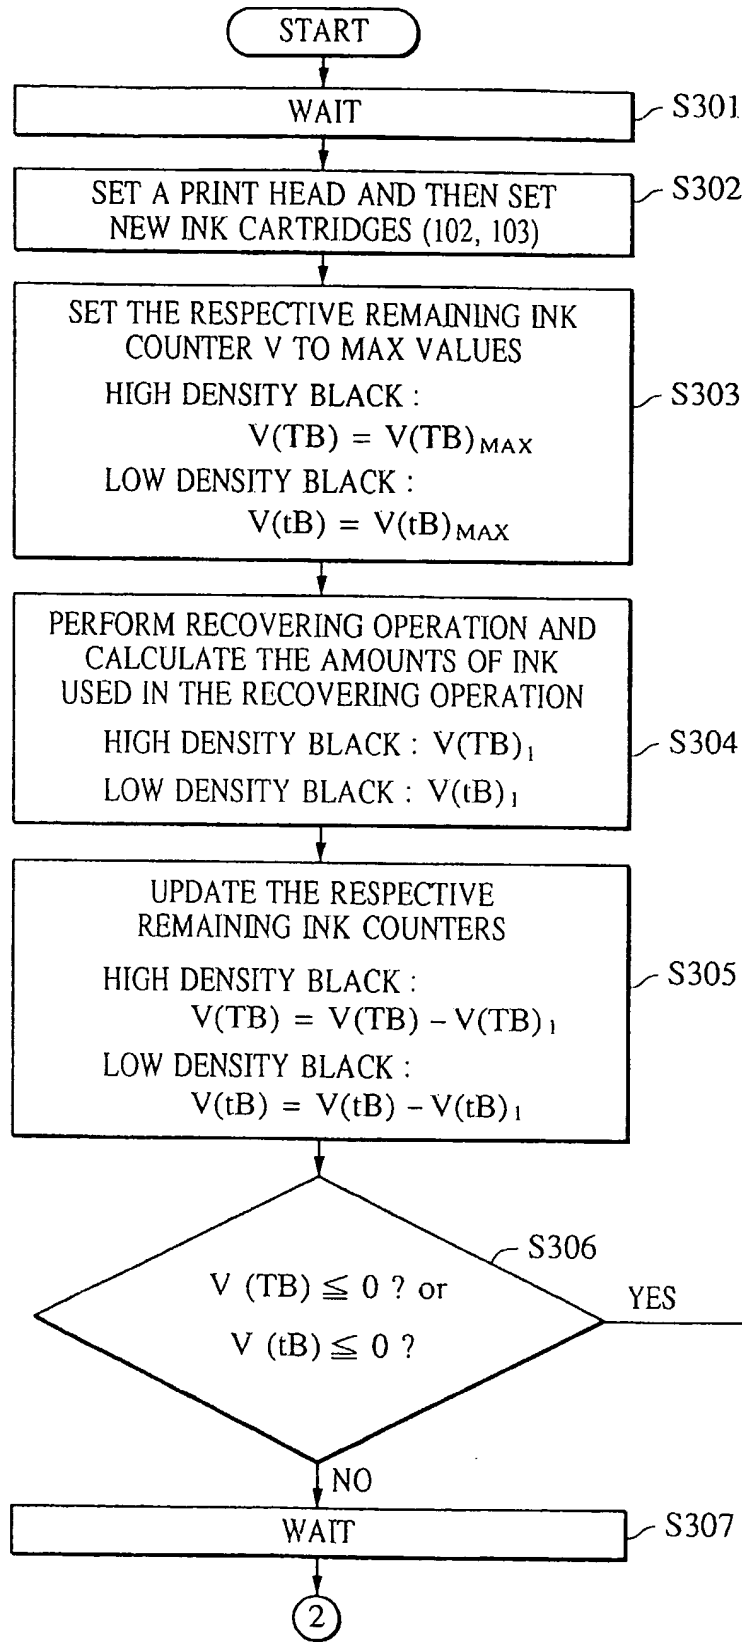 START
WAIT
S301
SET A PRINT HEAD AND THEN SET
NEW INK CARTRIDGES (102, 103)
S302
SET THE RESPECTIVE REMAINING INK
COUNTER V TO MAX VALUES
HIGH DENSITY BLACK :
V(TB) = V(TB)MAX
LOW DENSITY BLACK :
V(tB) = V(tB)MAX
S303
PERFORM RECOVERING OPERATION AND
CALCULATE THE AMOUNTS OF INK
USED IN THE RECOVERING OPERATION
HIGH DENSITY BLACK : V(TB)1
LOW DENSITY BLACK : V(tB)1
S304
UPDATE THE RESPECTIVE
REMAINING INK COUNTERS
HIGH DENSITY BLACK :
V(TB) = V(TB) – V(TB)1
LOW DENSITY BLACK :
V(tB) = V(tB) – V(tB)1
S305
S306
V (TB) ≦ 0 ? or
V (tB) ≦ 0 ?
YES
NO
WAIT
S307
2